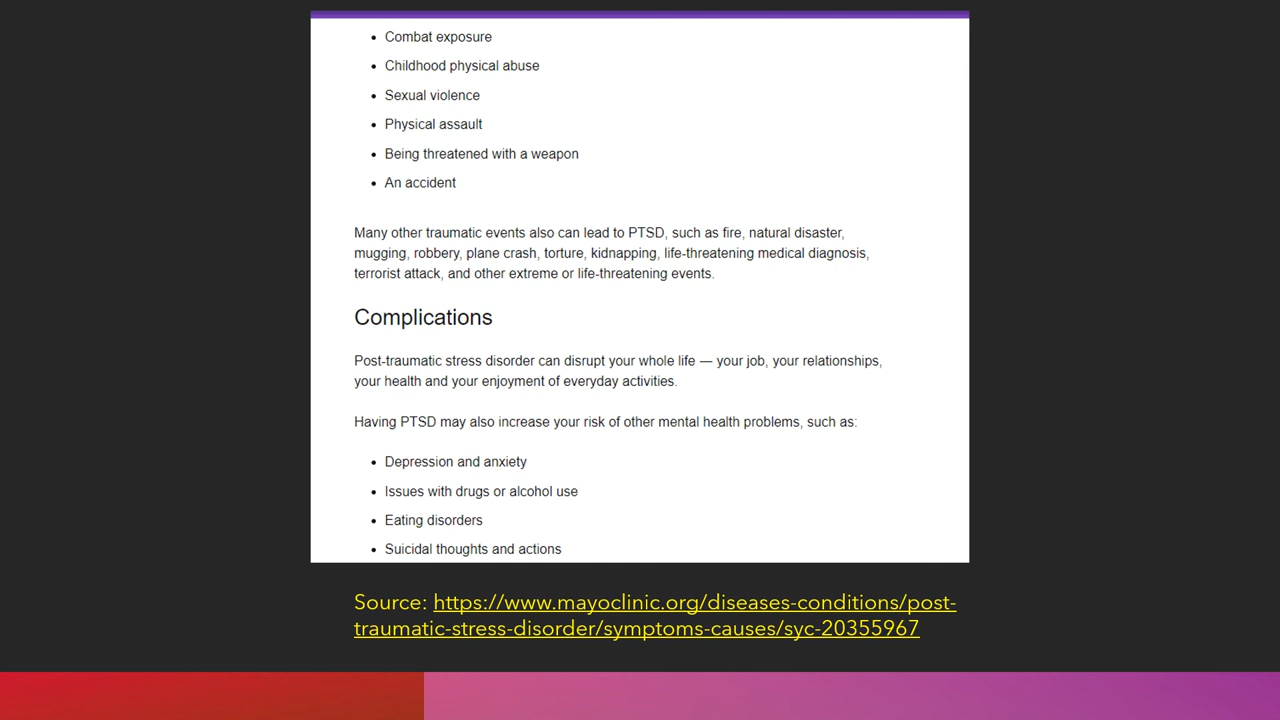 • Combat exposure
• Childhood physical abuse
• Sexual violence
• Physical assault
• Being threatened with a weapon
• An accident
Many other traumatic events also can lead to PTSD, such as fire, natural disaster,
mugging, robbery, plane crash, torture, kidnapping, life-threatening medical diagnosis,
terrorist attack, and other extreme or life-threatening events.
Complications
Post-traumatic stress disorder can disrupt your whole life — your job, your relationships,
your health and your enjoyment of everyday activities.
Having PTSD may also increase your risk of other mental health problems, such as:
• Depression and anxiety
• Issues with drugs or alcohol use
• Eating disorders
• Suicidal thoughts and actions
Source: https://www.mayoclinic.org/diseases-conditions/post-
traumatic-stress-disorder/symptoms-causes/syc-20355967